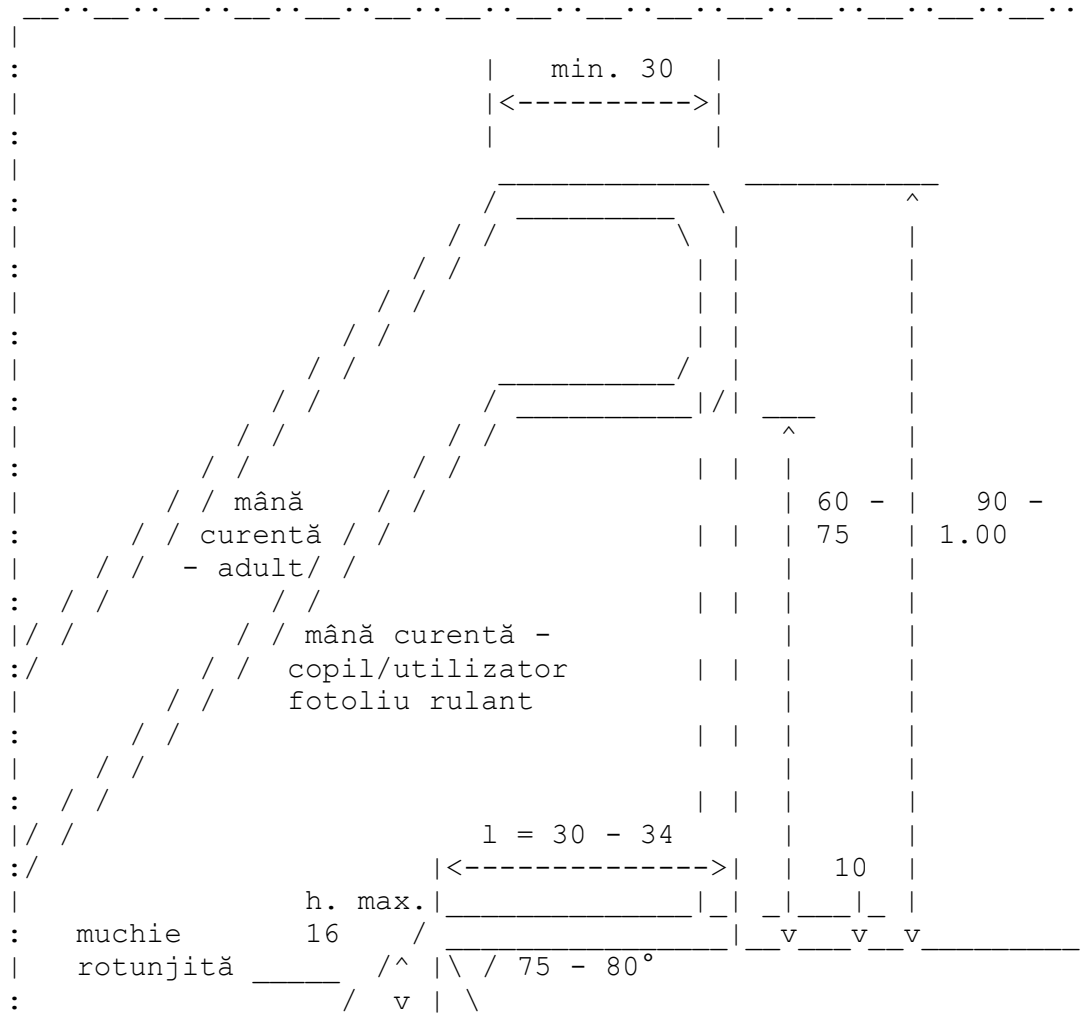 min. 30
60 - 90 -
mână
curentă 75 1.00
- adult
mână curentă -
copil/utilizator
fotoliu rulant
l = 30 - 34
10
h. max.
muchie 16
rotunjită 75 - 80°